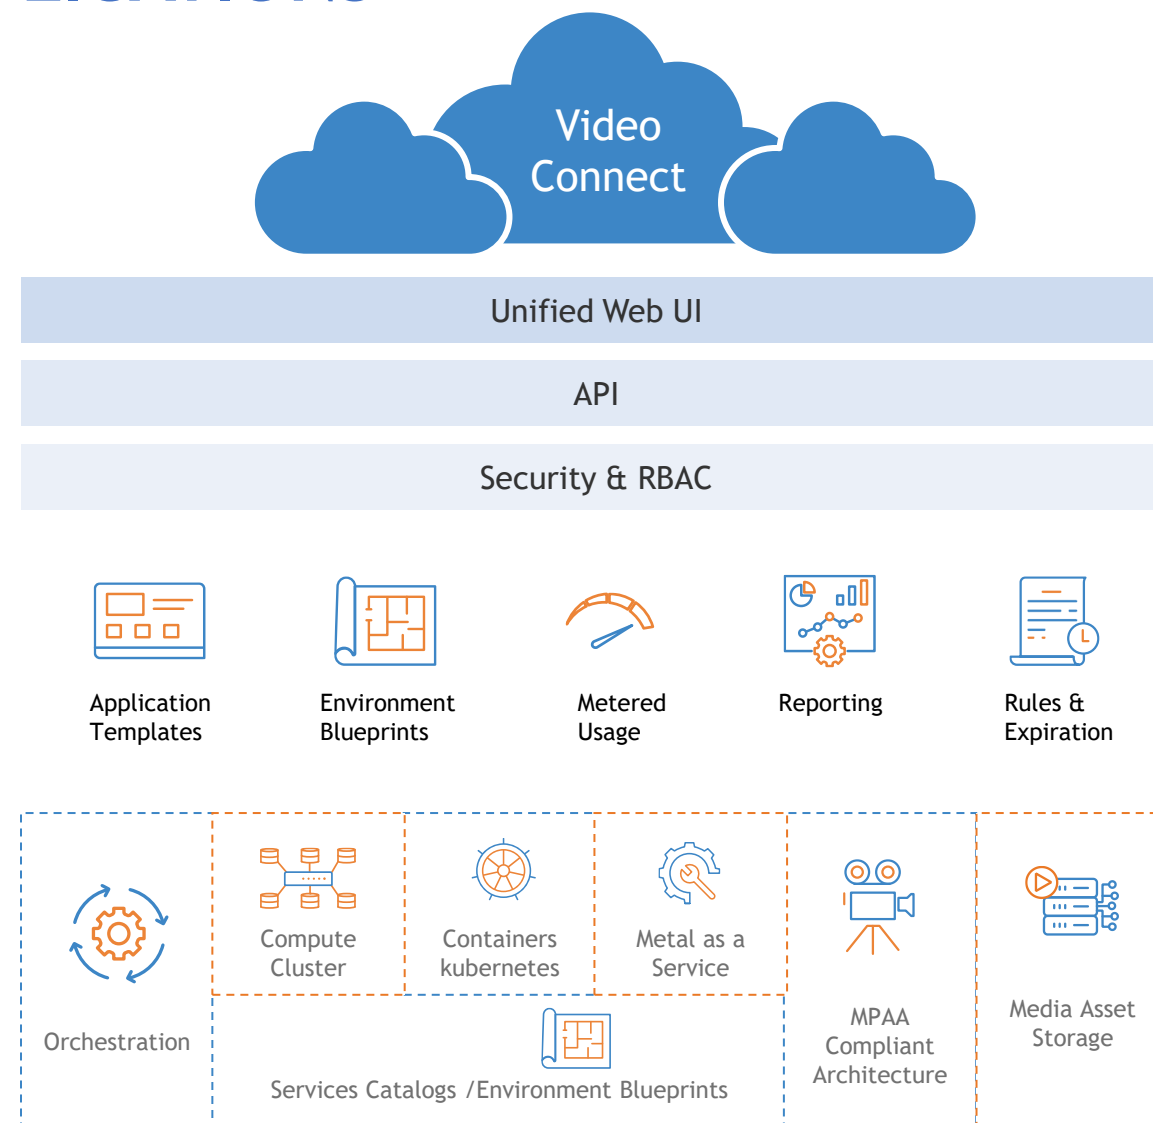 Video
Connect
Unified Web UI
API
Security & RBAC
Application
Templates
Environment
Blueprints
Metered
Usage
Reporting
Rules &
Expiration
Orchestration
Compute
Cluster
Containers
kubernetes
Metal as a
Service
Services Catalogs /Environment Blueprints
MPAA
Compliant
Architecture
Media Asset
Storage